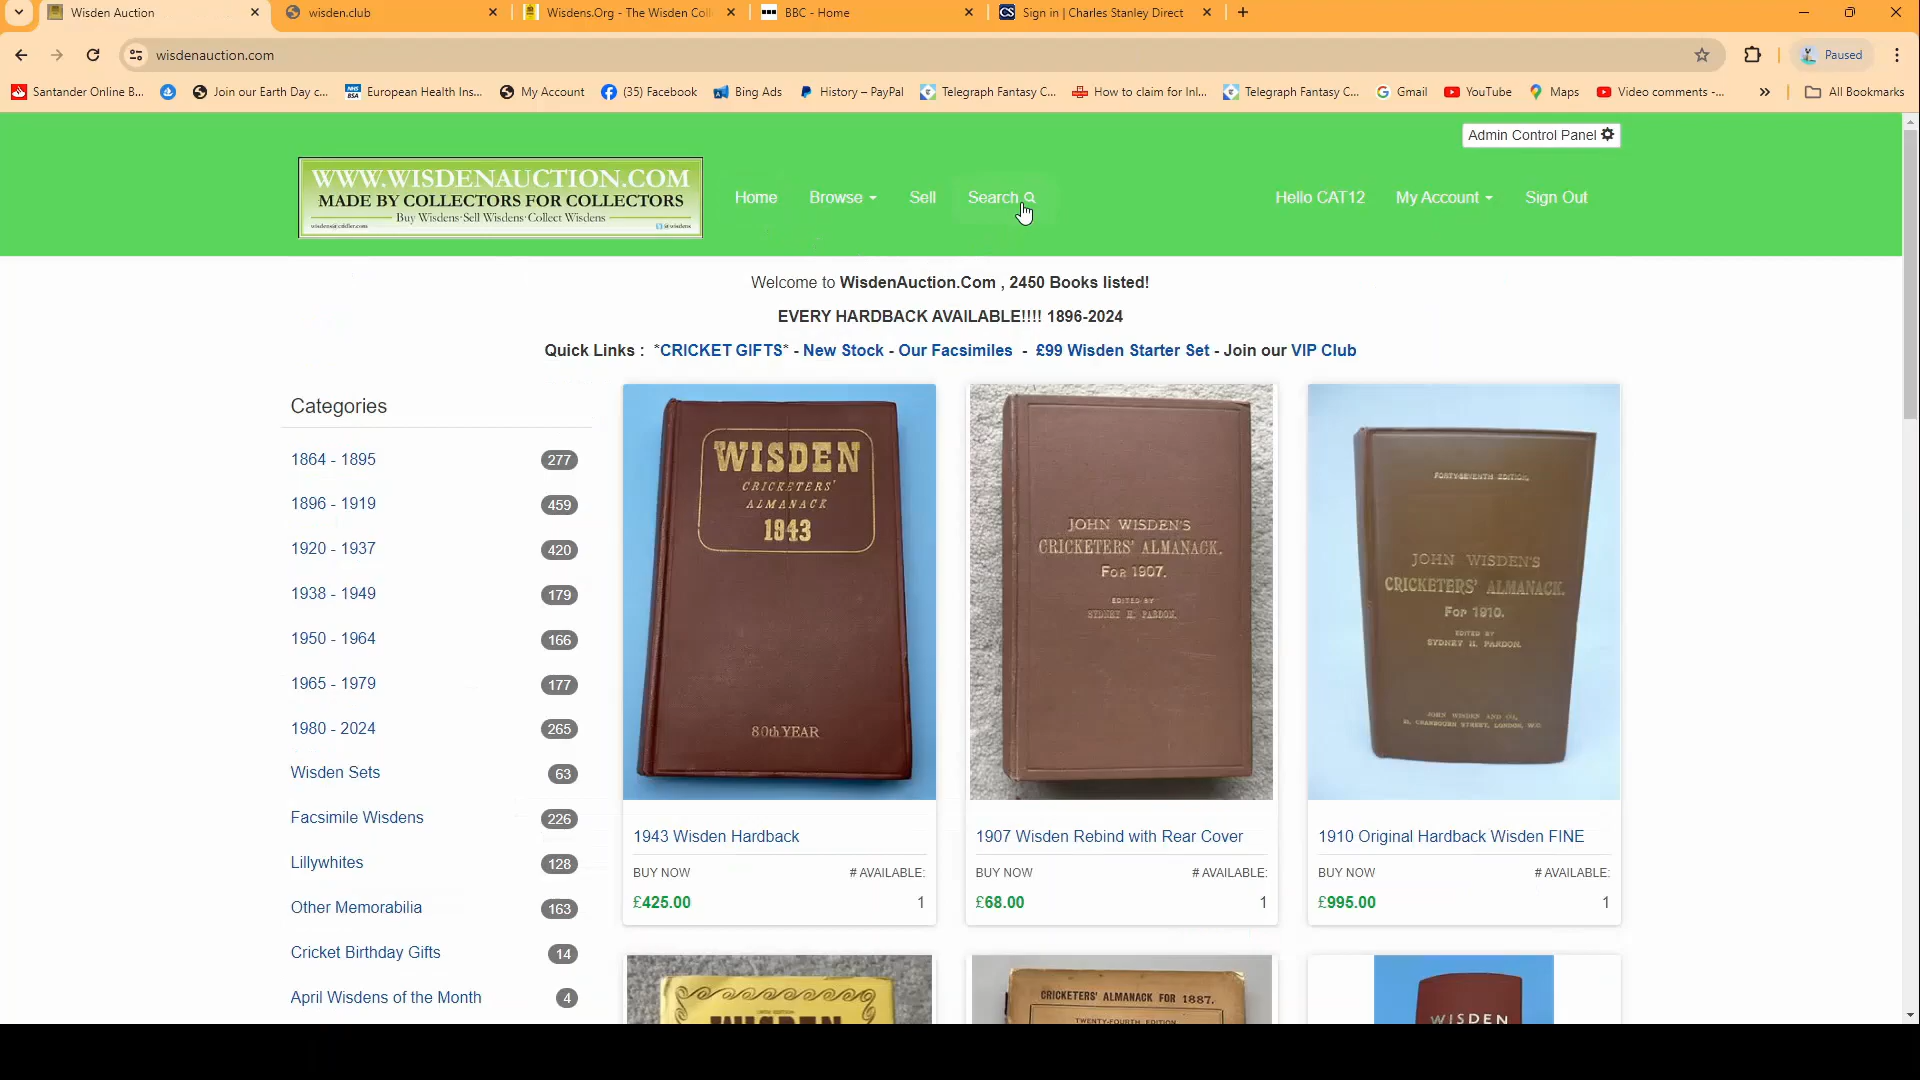 Wisden Auction
wisden.club
Wisdens.Org - The Wisden Coll
BBC - Home
Sign in | Charles Stanley Direct
wisdenauction.com
Paused
Santander Online B...
Join our Earth Day c...
European Health Ins...
My Account
(35) Facebook
Bing Ads
History – PayPal
Telegraph Fantasy C...
How to claim for Inl...
Telegraph Fantasy C...
Gmail
YouTube
Maps
Video comments -...
All Bookmarks
Admin Control Panel
WWW.WISDENAUCTION.COM
MADE BY COLLECTORS FOR COLLECTORS
Buy Wisdens·Sell Wisdens·Collect Wisdens
@wisdens
Home
Browse
Sell
Search
Hello CAT12
My Account
Sign Out
Welcome to WisdenAuction.Com , 2450 Books listed!
EVERY HARDBACK AVAILABLE!!!! 1896-2024
Quick Links : *CRICKET GIFTS* - New Stock - Our Facsimiles - £99 Wisden Starter Set - Join our VIP Club
Categories
1864 - 1895 277
1896 - 1919 459
1920 - 1937 420
1938 - 1949 179
1950 - 1964 166
1965 - 1979 177
1980 - 2024 265
Wisden Sets 63
Facsimile Wisdens 226
Lillywhites 128
Other Memorabilia 163
Cricket Birthday Gifts 14
April Wisdens of the Month 4
WISDEN
CRICKETERS'
ALMANACK
1943
80th YEAR
1943 Wisden Hardback
BUY NOW # AVAILABLE:
£425.00 1
JOHN WISDEN'S
CRICKETERS' ALMANACK.
FOR 1907.
EDITED BY
SYDNEY H. PARDON.
1907 Wisden Rebind with Rear Cover
BUY NOW # AVAILABLE:
£68.00 1
FORTY-SEVENTH EDITION.
JOHN WISDEN'S
CRICKETERS' ALMANACK.
For 1910.
EDITED BY
SYDNEY H. PARDON.
JOHN WISDEN AND CO.,
21, CRANBOURN STREET, LONDON, W.C.
1910 Original Hardback Wisden FINE
BUY NOW # AVAILABLE:
£995.00 1
WISDEN
CRICKETERS' ALMANACK FOR 1887.
TWENTY-FOURTH EDITION.
WISDEN